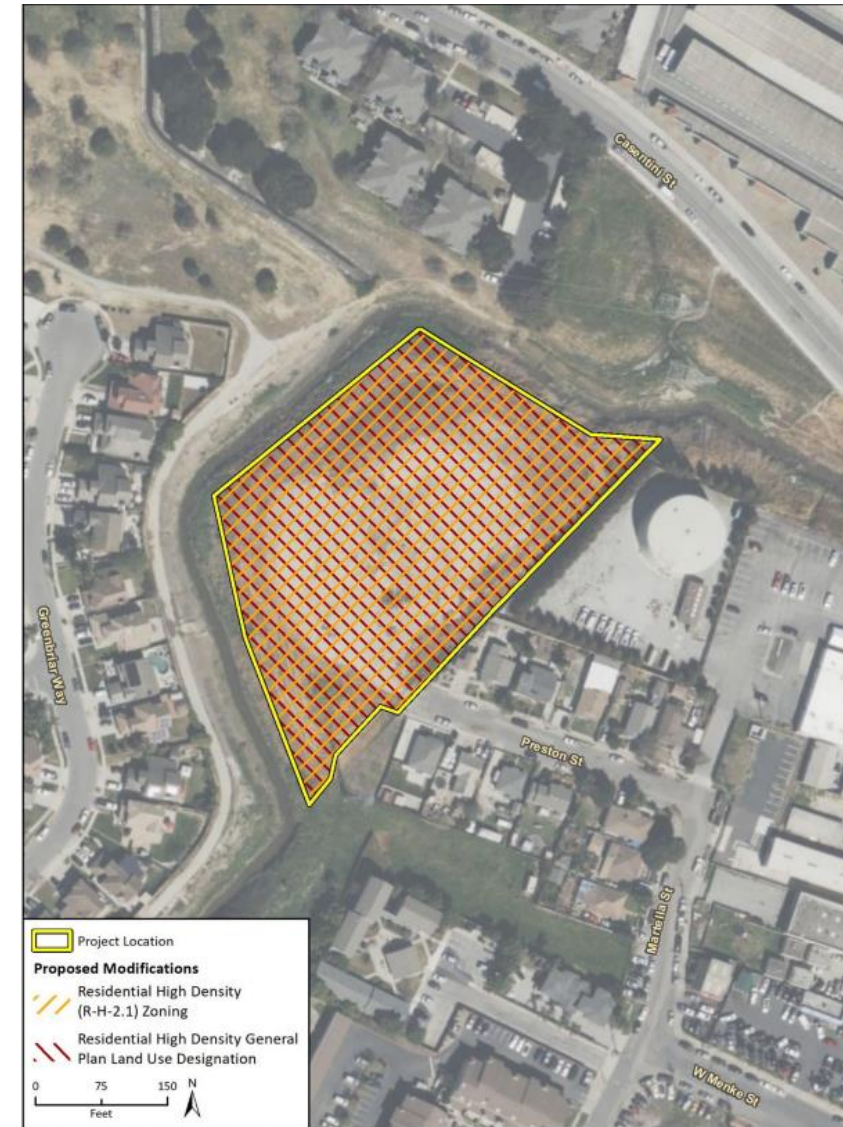 Casentini St
Greenbriar Way
Preston St
Mariella St
W Menke St
Project Location
Proposed Modifications
Residential High Density
(R-H-2.1) Zoning
Residential High Density General
Plan Land Use Designation
0 75 150 N
Feet